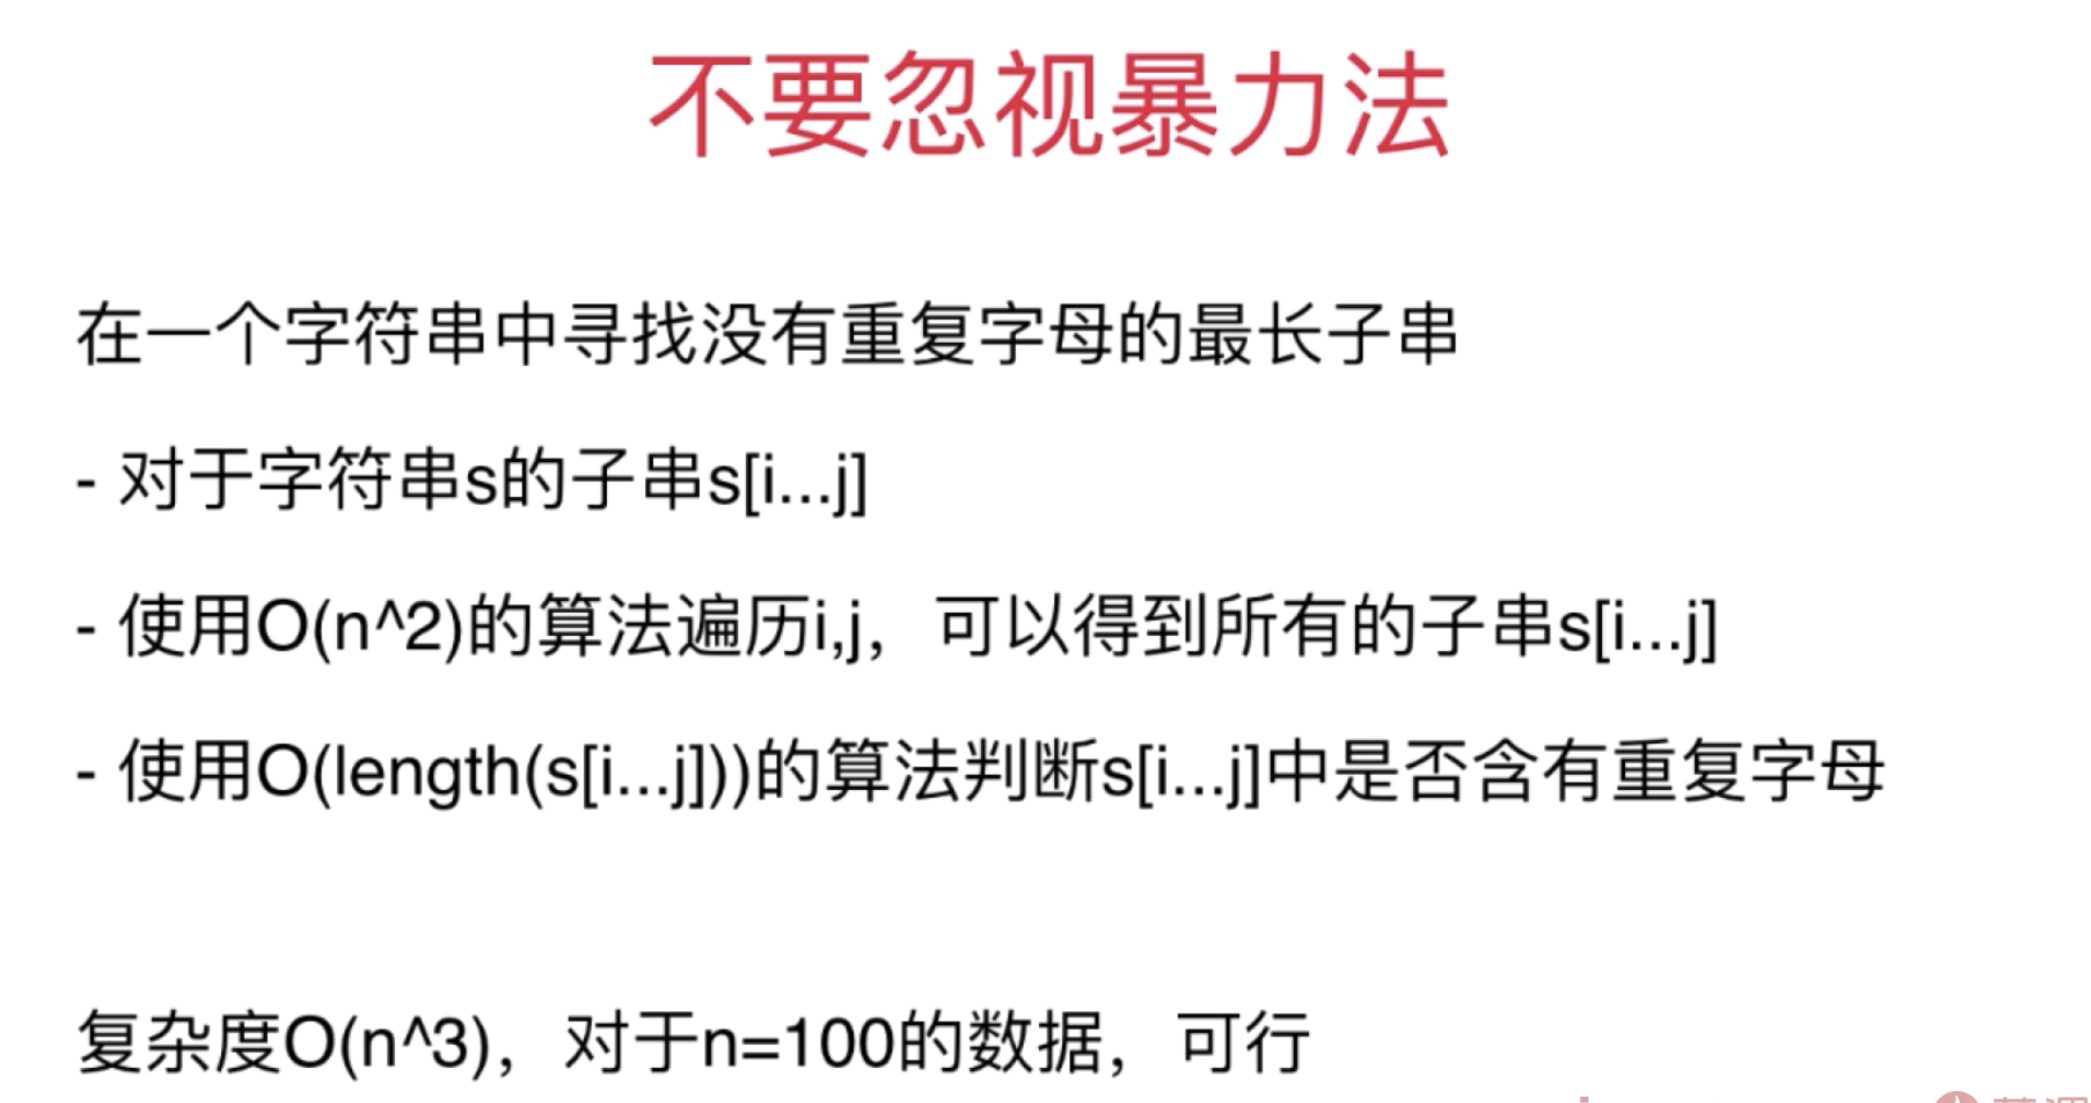 不要忽视暴力法
在一个字符串中寻找没有重复字母的最长子串
- 对于字符串s的子串s[i...j]
- 使用O(n^2)的算法遍历i,j，可以得到所有的子串s[i...j]
- 使用O(length(s[i...j]))的算法判断s[i...j]中是否含有重复字母
复杂度O(n^3)，对于n=100的数据，可行